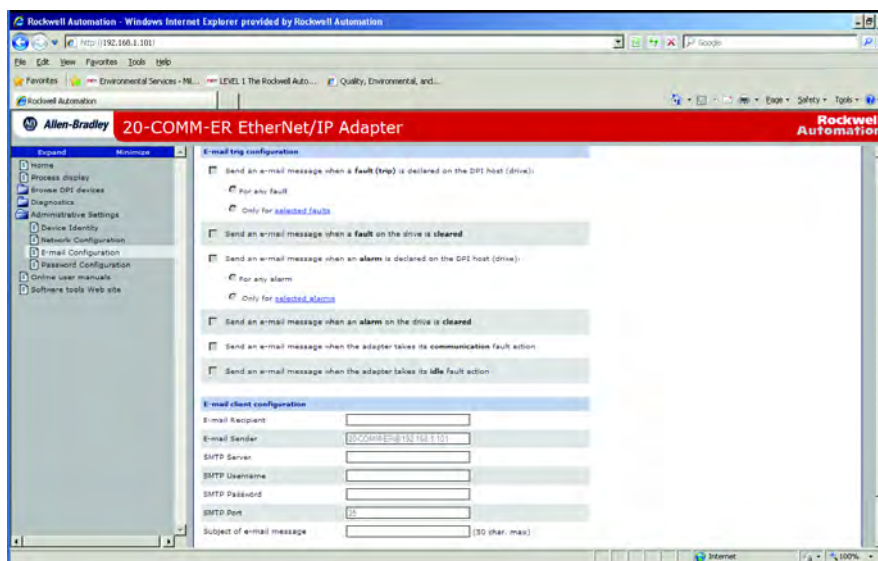 Rockwell Automation - Windows Internet Explorer provided by Rockwell Automation
http://192.168.1.101/
Google
File Edit View Favorites Tools Help
Favorites Environmental Services - Mil... LEVEL 1 The Rockwell Auto... Quality, Environmental, and...
Rockwell Automation
Page Safety Tools
Allen-Bradley 20-COMM-ER EtherNet/IP Adapter Rockwell Automation
Expand Minimize
Home
Process display
Browse DPI devices
Diagnostics
Administrative Settings
Device Identity
Network Configuration
E-mail Configuration
Password Configuration
Online user manuals
Software tools Web site
E-mail trig configuration
Send an e-mail message when a fault (trip) is declared on the DPI host (drive):
For any fault
Only for selected faults
Send an e-mail message when a fault on the drive is cleared
Send an e-mail message when an alarm is declared on the DPI host (drive):
For any alarm
Only for selected alarms
Send an e-mail message when an alarm on the drive is cleared
Send an e-mail message when the adapter takes its communication fault action
Send an e-mail message when the adapter takes its idle fault action
E-mail client configuration
E-mail Recipient
E-mail Sender 20-COMM-ER@192.168.1.101
SMTP Server
SMTP Username
SMTP Password
SMTP Port 25
Subject of e-mail message (50 char. max)
Internet 100%